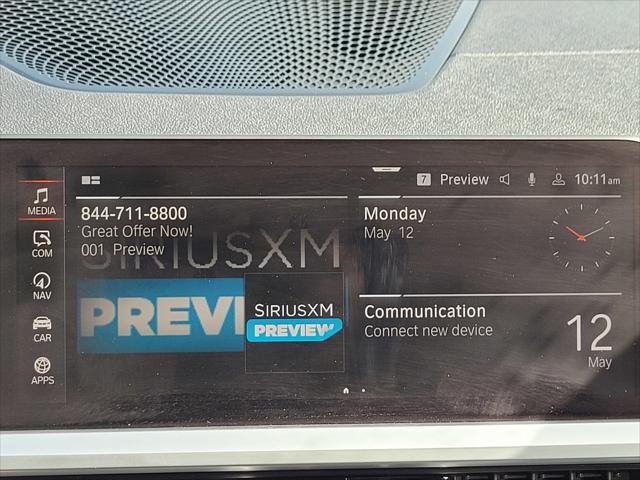 7 Preview 10:11am
MEDIA
COM
NAV
CAR
APPS
844-711-8800
Great Offer Now!
001 Preview
SIRIUSXM
PREVI
SIRIUSXM
PREVIEW
Monday
May 12
Communication
Connect new device
12
May